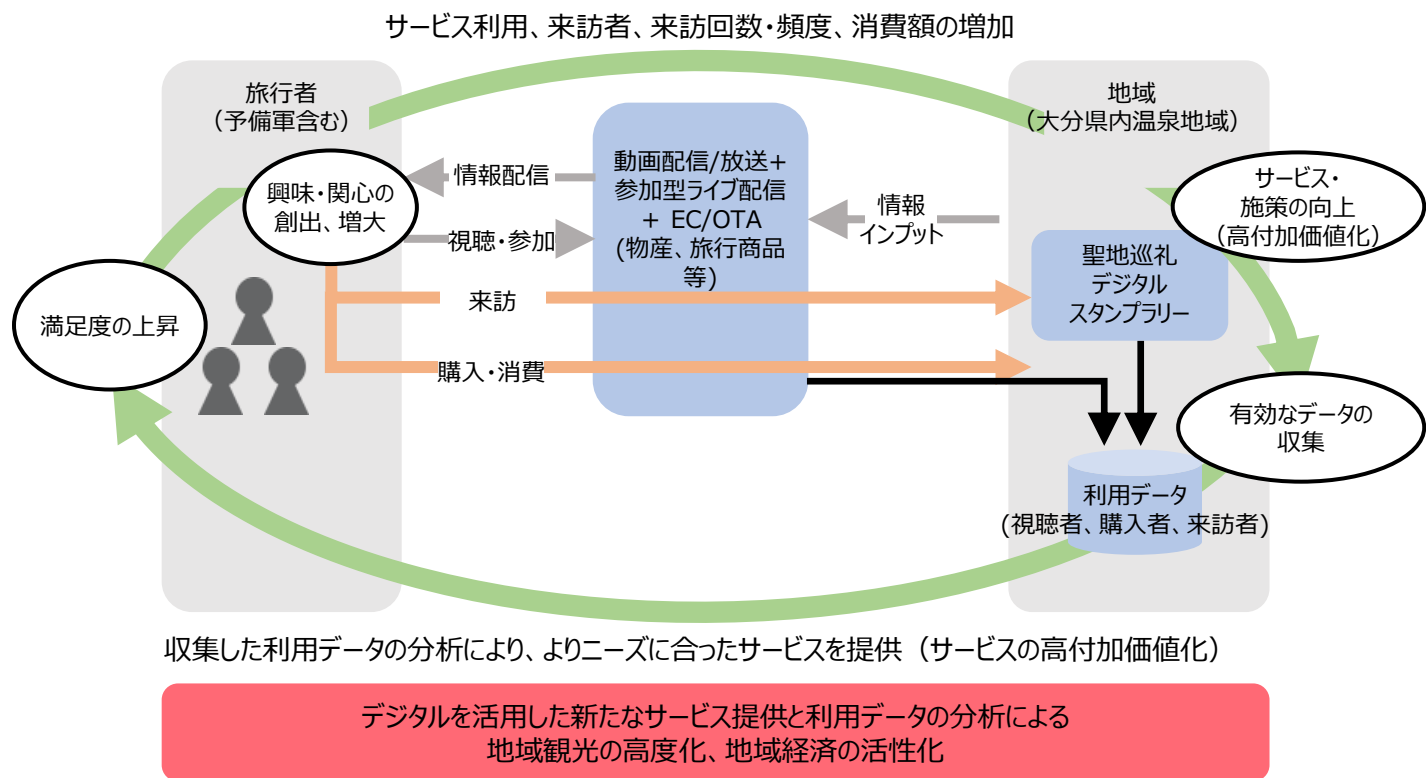 サービス利用、来訪者、来訪回数・頻度、消費額の増加
旅行者
（予備軍含む）
地域
（大分県内温泉地域）
動画配信/放送＋
参加型ライブ配信
＋ EC/OTA
(物産、旅行商品
等)
情報配信
視聴・参加
興味・関心の
創出、増大
情報
インプット
サービス・
施策の向上
（高付加価値化）
聖地巡礼
デジタル
スタンプラリー
来訪
満足度の上昇
購入・消費
有効なデータの
収集
利用データ
(視聴者、購入者、来訪者)
収集した利用データの分析により、よりニーズに合ったサービスを提供（サービスの高付加価値化）
デジタルを活用した新たなサービス提供と利用データの分析による
地域観光の高度化、地域経済の活性化